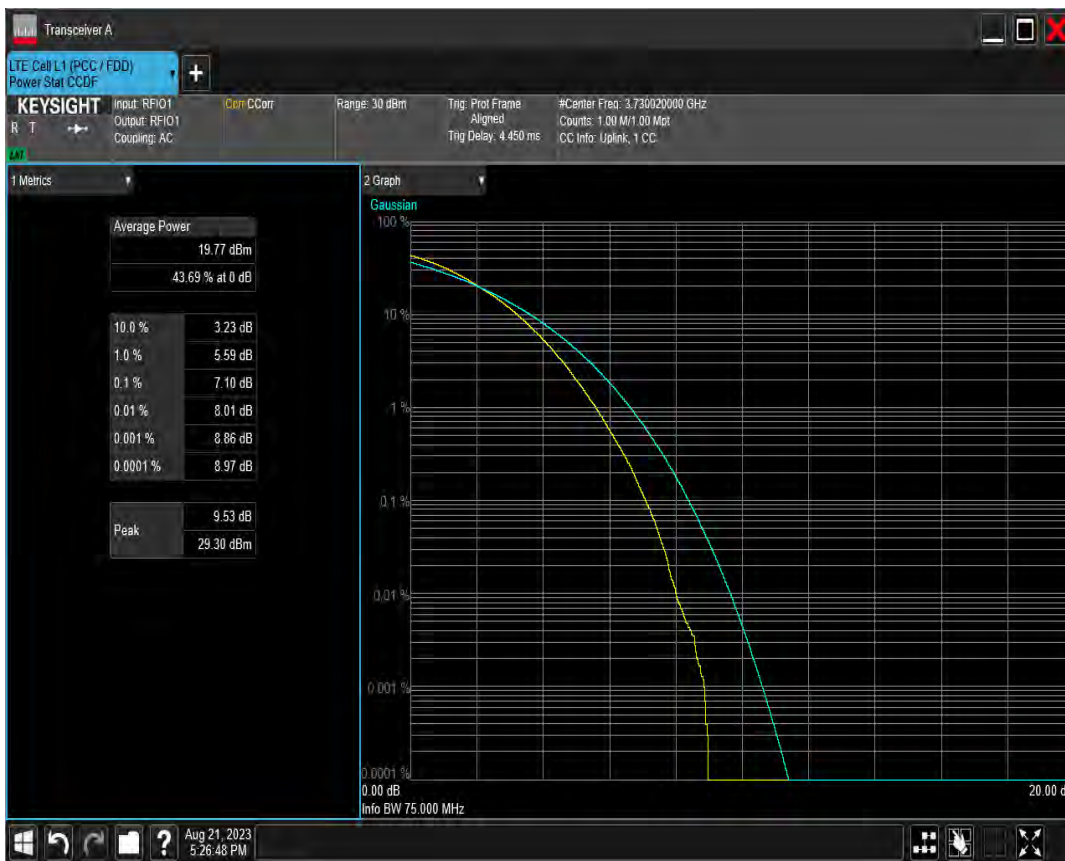 Transceiver A
LTE Cell L1 (PCC / FDD)
Power Stat CCDF
+
KEYSIGHT
R T
LXI
Input: RFIO1
Output: RFIO1
Coupling: AC
Corr CCorr
Range: 30 dBm
Trig: Prot Frame
Aligned
Trig Delay: 4.450 ms
#Center Freq: 3.730020000 GHz
Counts: 1.00 M/1.00 Mpt
CC Info: Uplink, 1 CC
1 Metrics
Average Power
19.77 dBm
43.69 % at 0 dB
10.0 % 3.23 dB
1.0 % 5.59 dB
0.1 % 7.10 dB
0.01 % 8.01 dB
0.001 % 8.86 dB
0.0001 % 8.97 dB
Peak
9.53 dB
29.30 dBm
2 Graph
Gaussian
100 %
10 %
1 %
0.1 %
0.01 %
0.001 %
0.0001 %
0.00 dB
20.00 d
Info BW 75.000 MHz
?
Aug 21, 2023
5:26:48 PM